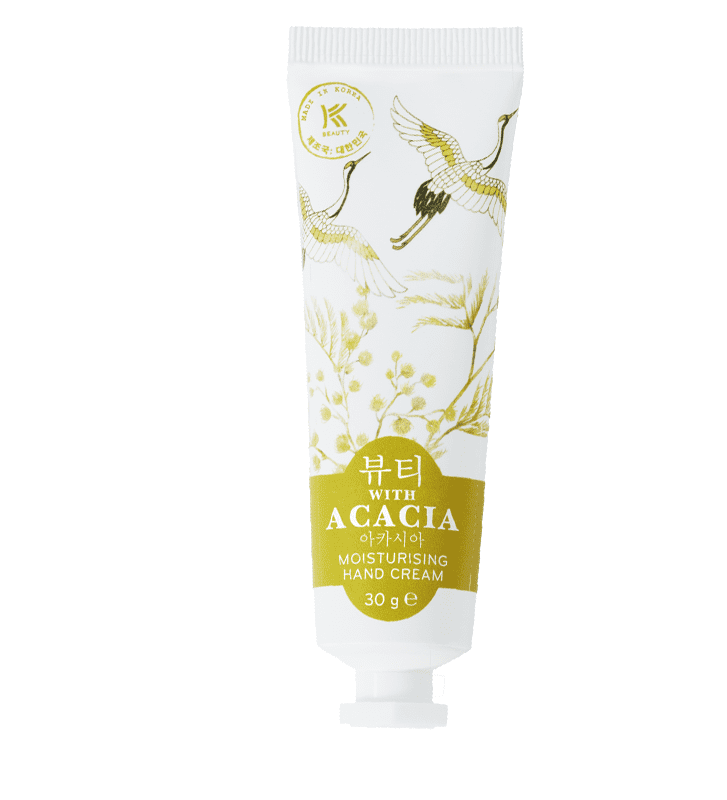 MADE IN KOREA
K
BEAUTY
제조국: 대한민국
뷰티
WITH
ACACIA
아카시아
MOISTURISING
HAND CREAM
30 g ℮